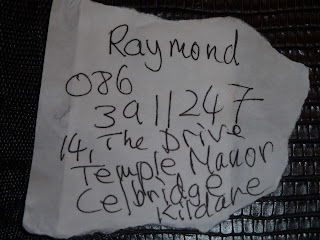 Raymond
086
3911247
14, The Drive
Temple Manor
Celbridge
Kildare